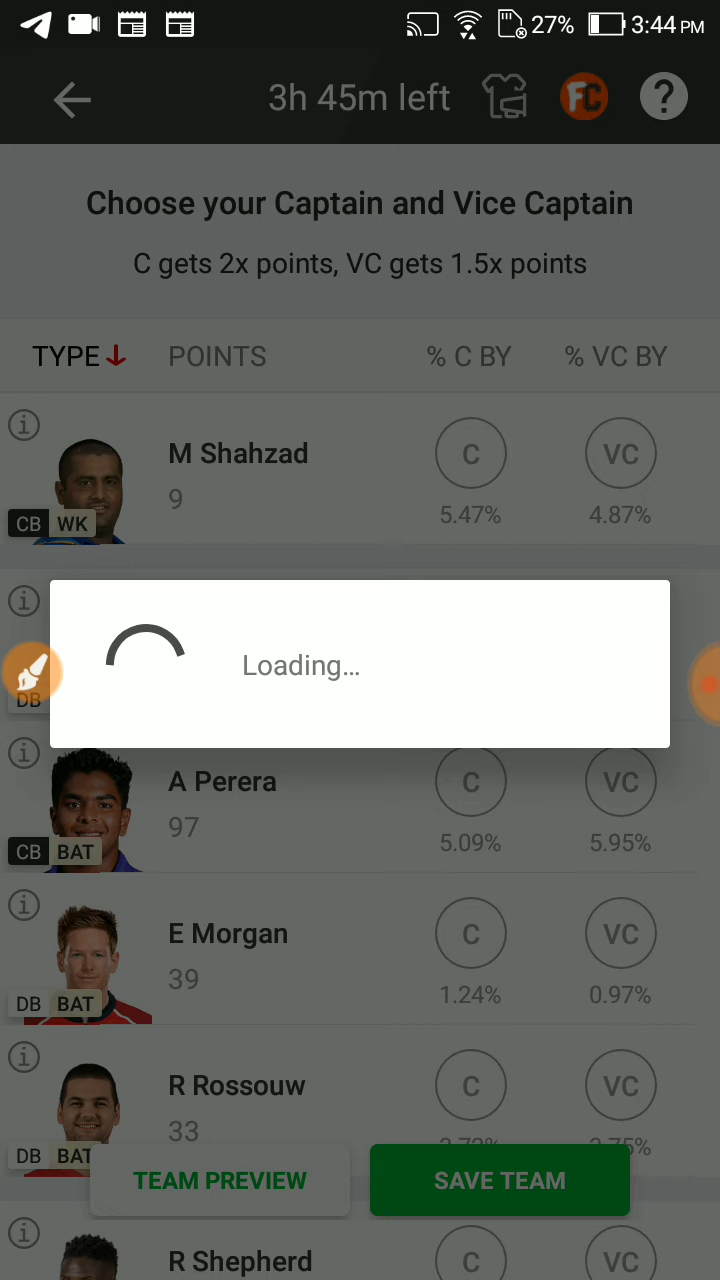 27% 3:44 PM
3h 45m left FC ?
Choose your Captain and Vice Captain
C gets 2x points, VC gets 1.5x points
TYPE POINTS % C BY % VC BY
M Shahzad C VC
9
CB WK 5.47% 4.87%
Loading...
DB
A Perera C VC
97
CB BAT 5.09% 5.95%
E Morgan C VC
39
DB BAT 1.24% 0.97%
R Rossouw C VC
33
DB BAT
TEAM PREVIEW SAVE TEAM
R Shepherd C VC